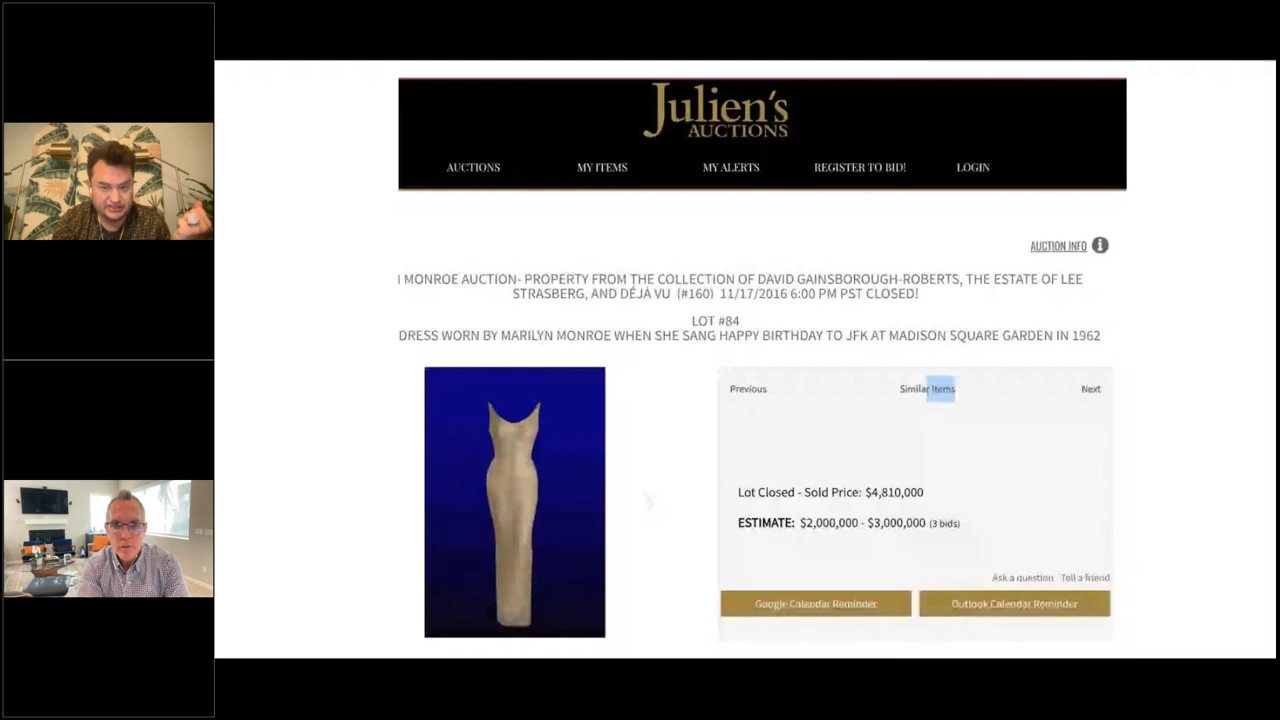 Julien's
AUCTIONS
AUCTIONS MY ITEMS MY ALERTS REGISTER TO BID! LOGIN
AUCTION INFO
MONROE AUCTION- PROPERTY FROM THE COLLECTION OF DAVID GAINSBOROUGH-ROBERTS, THE ESTATE OF LEE
STRASBERG, AND DÉJÀ VU (#160) 11/17/2016 6:00 PM PST CLOSED!
LOT #84
DRESS WORN BY MARILYN MONROE WHEN SHE SANG HAPPY BIRTHDAY TO JFK AT MADISON SQUARE GARDEN IN 1962
Previous Similar Items Next
Lot Closed - Sold Price: $4,810,000
ESTIMATE: $2,000,000 - $3,000,000 (3 bids)
Ask a question Tell a friend
Google Calendar Reminder Outlook Calendar Reminder